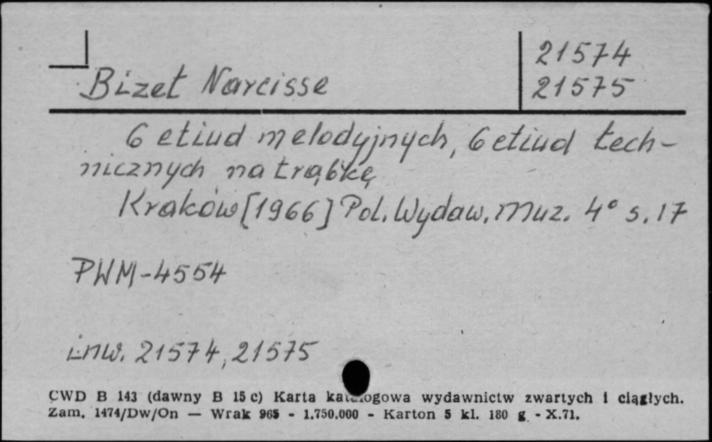 21574
Bizet Narcisse
21575
6 etiud melodyjnych, 6 etiud tech-
nicznych na trąbkę
Kraków [1966] Pol. Wydaw. Muz. 4° s. 17
PWM-4554
inw. 21574, 21575
CWD B 143 (dawny B 15 c) Karta katalogowa wydawnictw zwartych i ciągłych.
Zam. 1474/Dw/On — Wrak 965 - 1.750.000 - Karton 5 kl. 180 g - X.71.